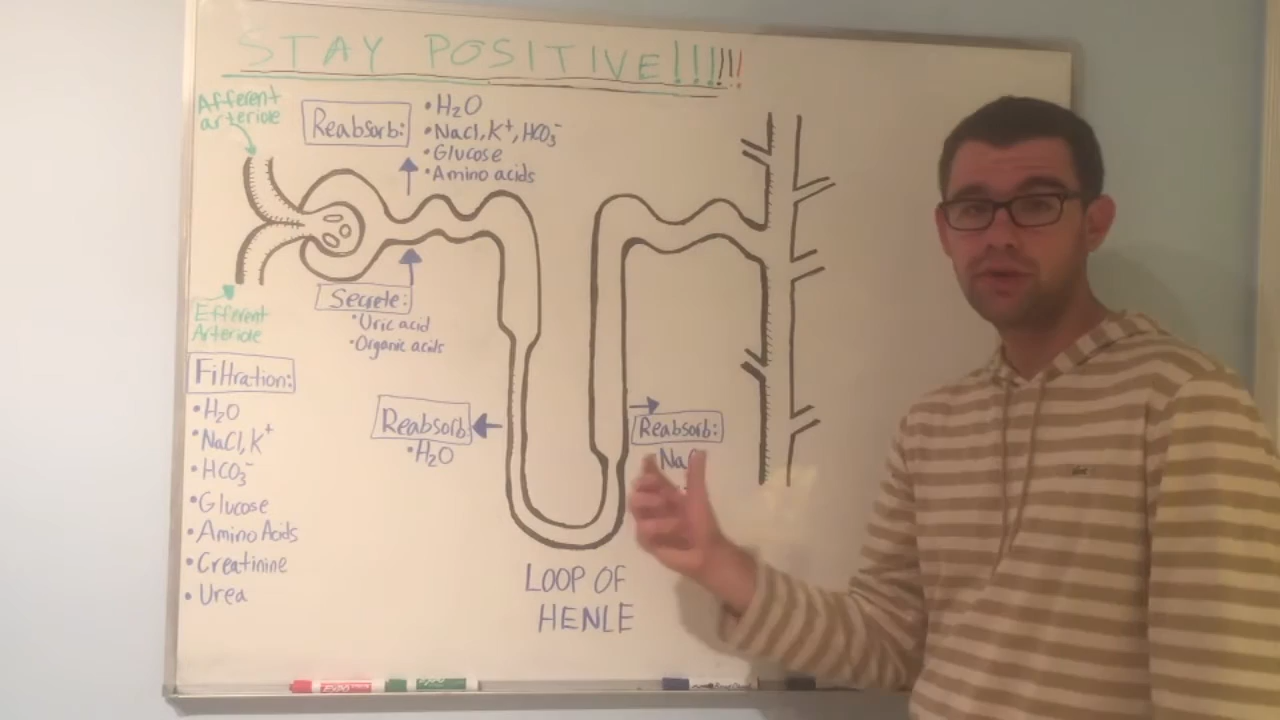 STAY POSITIVE!!!!!!!
Afferent
arteriole
Reabsorb:
• H₂O
• NaCl, K⁺, HCO₃⁻
• Glucose
• Amino acids
Efferent
Arteriole
Secrete:
• Uric acid
• Organic acids
Filtration:
• H₂O
• NaCl, K⁺
• HCO₃⁻
• Glucose
• Amino Acids
• Creatinine
• Urea
Reabsorb
• H₂O
Reabsorb:
LOOP OF
HENLE
EXPO